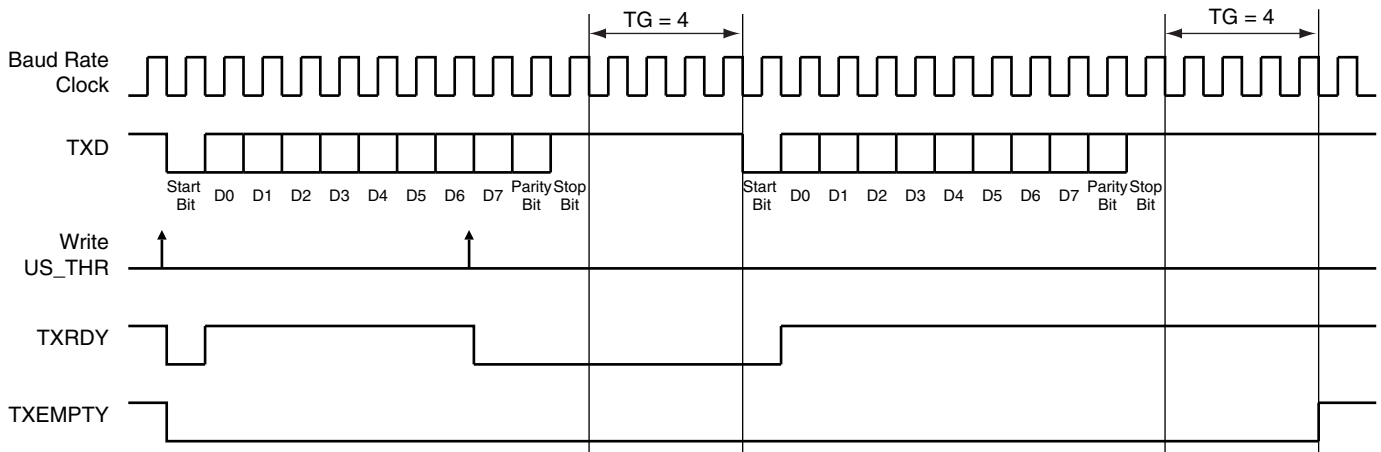 TG = 4
TG = 4
Baud Rate
Clock
TXD
Start
Bit
D0
D1
D2
D3
D4
D5
D6
D7
Parity
Bit
Stop
Bit
Start
Bit
D0
D1
D2
D3
D4
D5
D6
D7
Parity
Bit
Stop
Bit
Write
US_THR
TXRDY
TXEMPTY